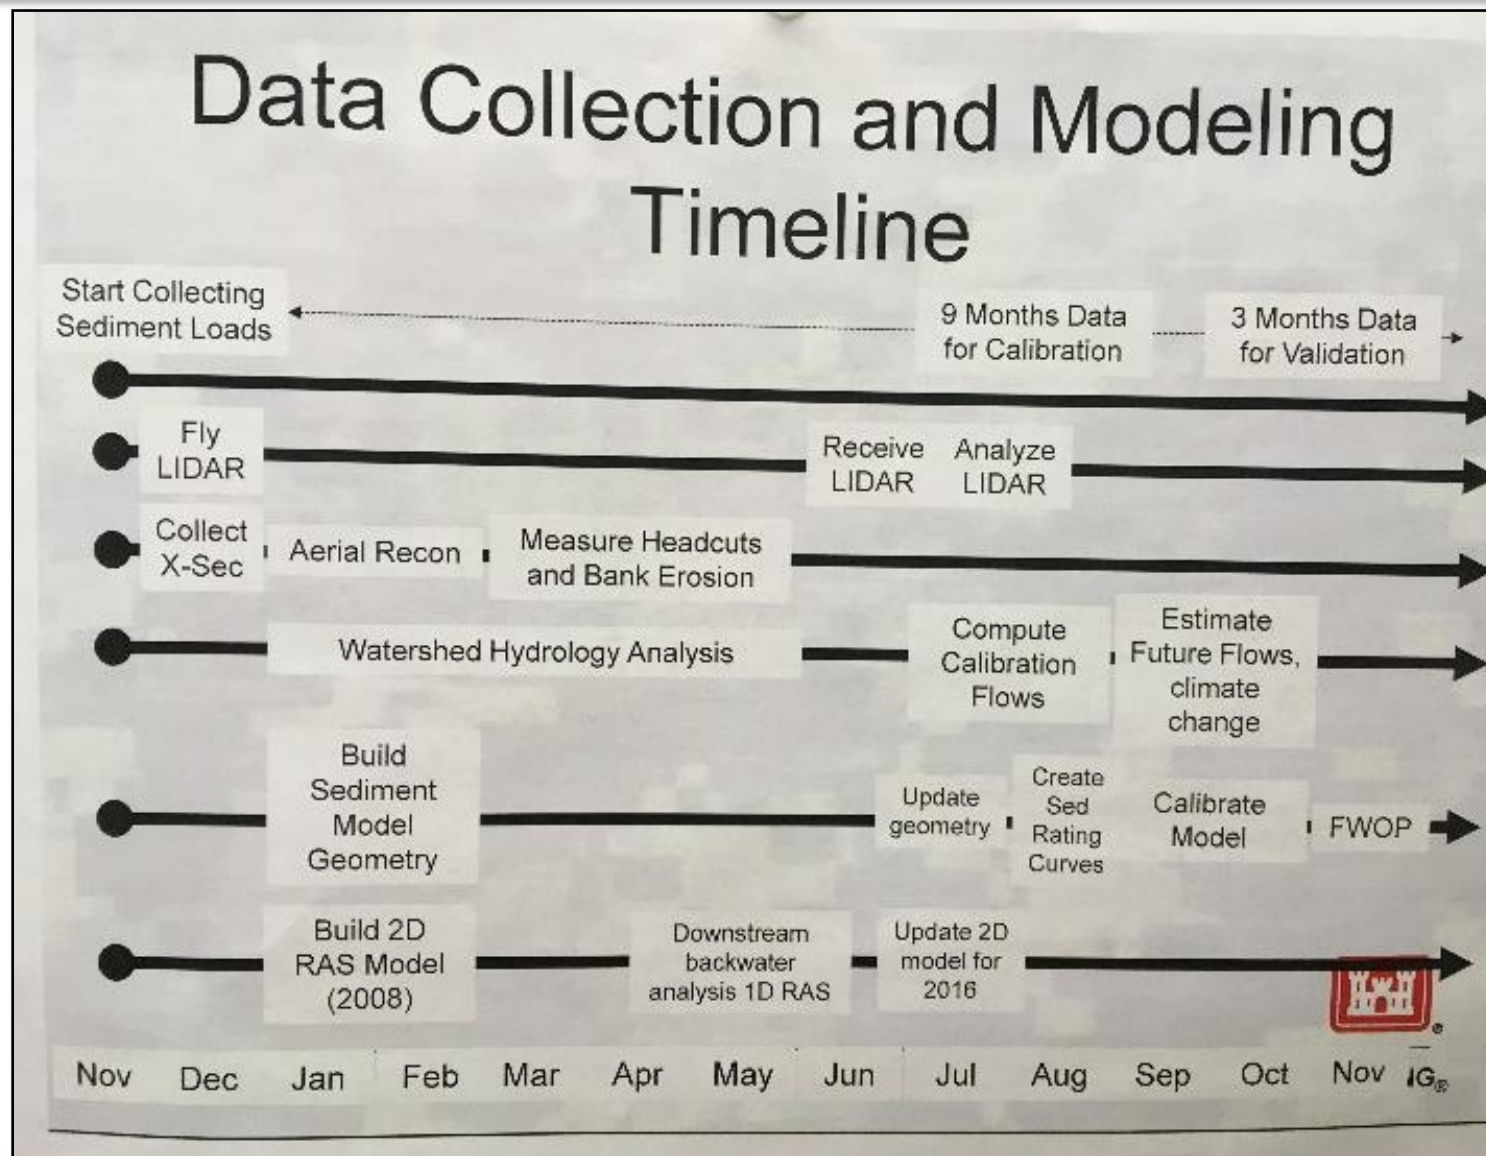 Data Collection and Modeling
Timeline
Start Collecting
Sediment Loads
9 Months Data
for Calibration
3 Months Data
for Validation
Fly
LIDAR
Receive
LIDAR
Analyze
LIDAR
Collect
X-Sec
Aerial Recon
Measure Headcuts
and Bank Erosion
Watershed Hydrology Analysis
Compute
Calibration
Flows
Estimate
Future Flows,
climate
change
Build
Sediment
Model
Geometry
Update
geometry
Create
Sed
Rating
Curves
Calibrate
Model
FWOP
Build 2D
RAS Model
(2008)
Downstream
backwater
analysis 1D RAS
Update 2D
model for
2016
®
Nov Dec Jan Feb Mar Apr May Jun Jul Aug Sep Oct Nov IG®